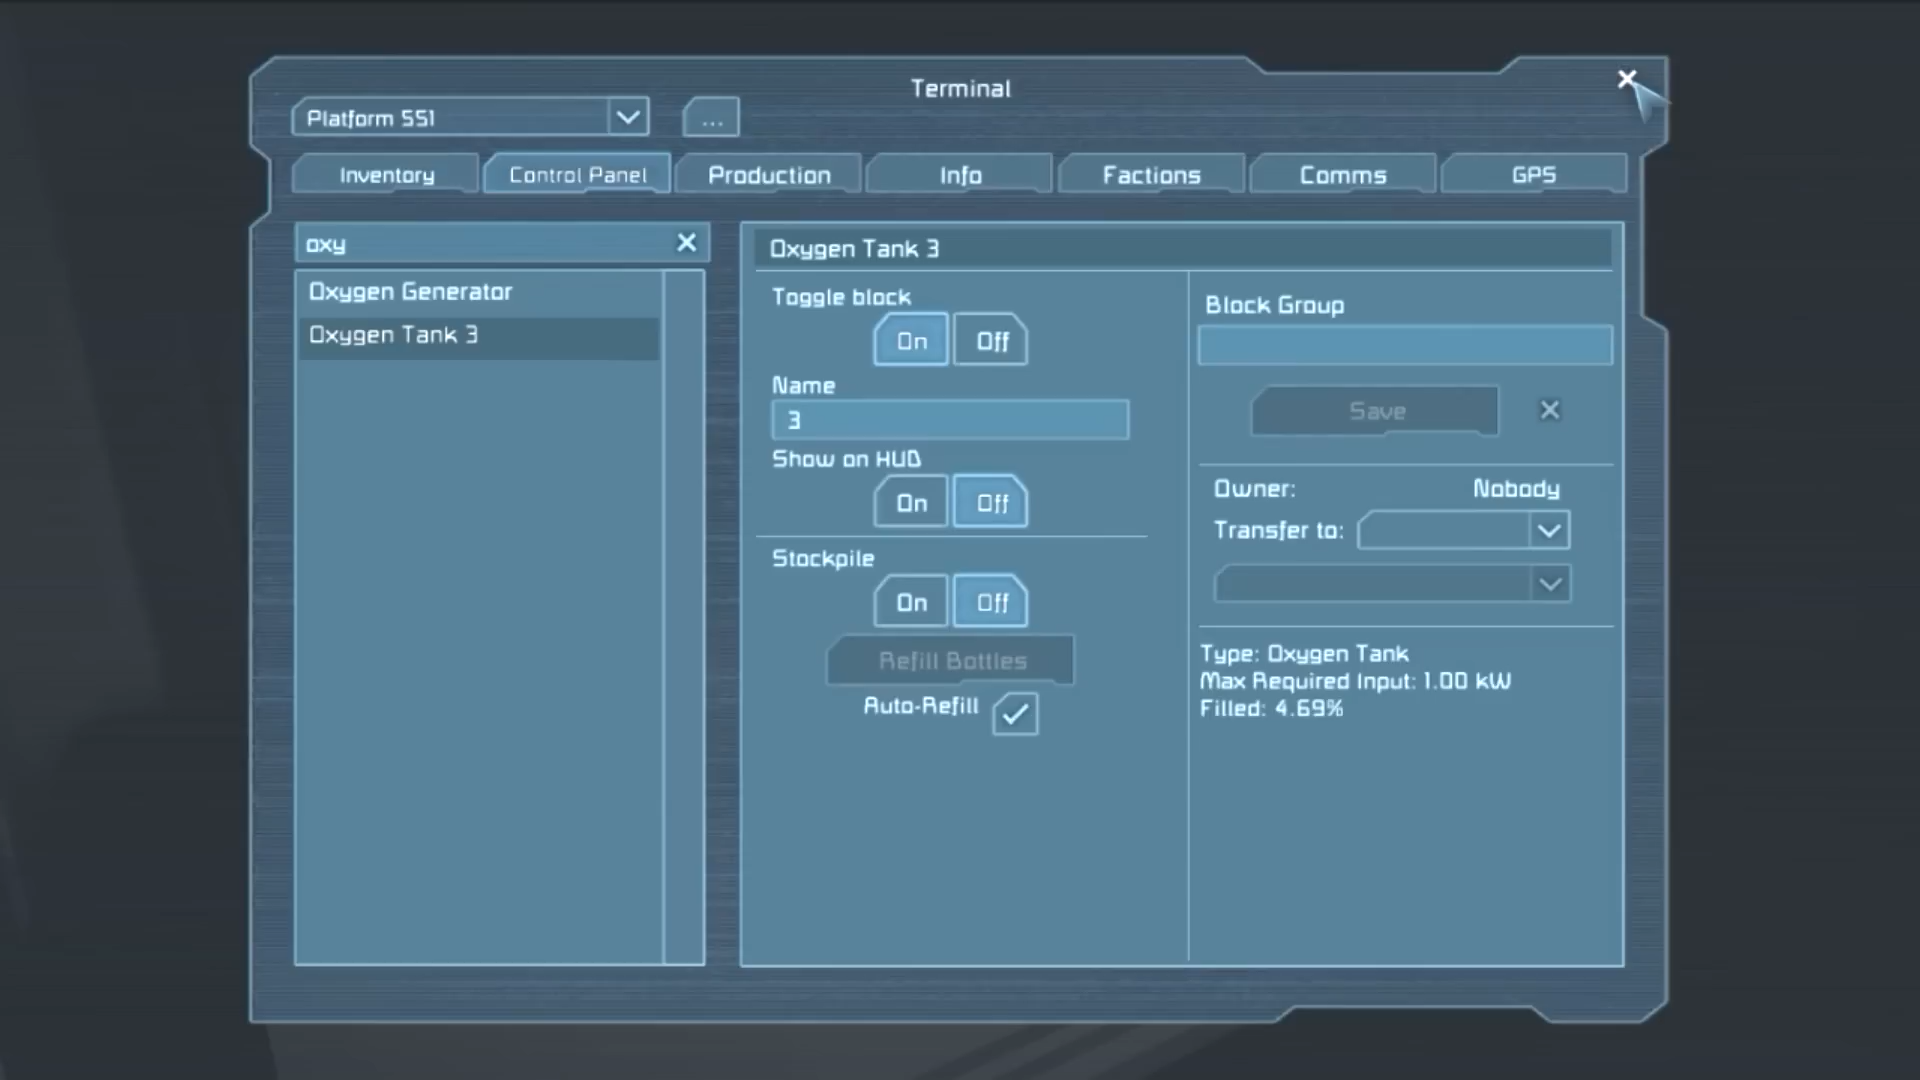 Terminal
Platform 551
...
Inventory
Control Panel
Production
Info
Factions
Comms
GPS
oxy
Oxygen Generator
Oxygen Tank 3
Oxygen Tank 3
Toggle block
On
Off
Name
3
Show on HUD
On
Off
Stockpile
On
Off
Refill Bottles
Auto-Refill
Block Group
Save
Owner:
Nobody
Transfer to:
Type: Oxygen Tank
Max Required Input: 1.00 kW
Filled: 4.69%